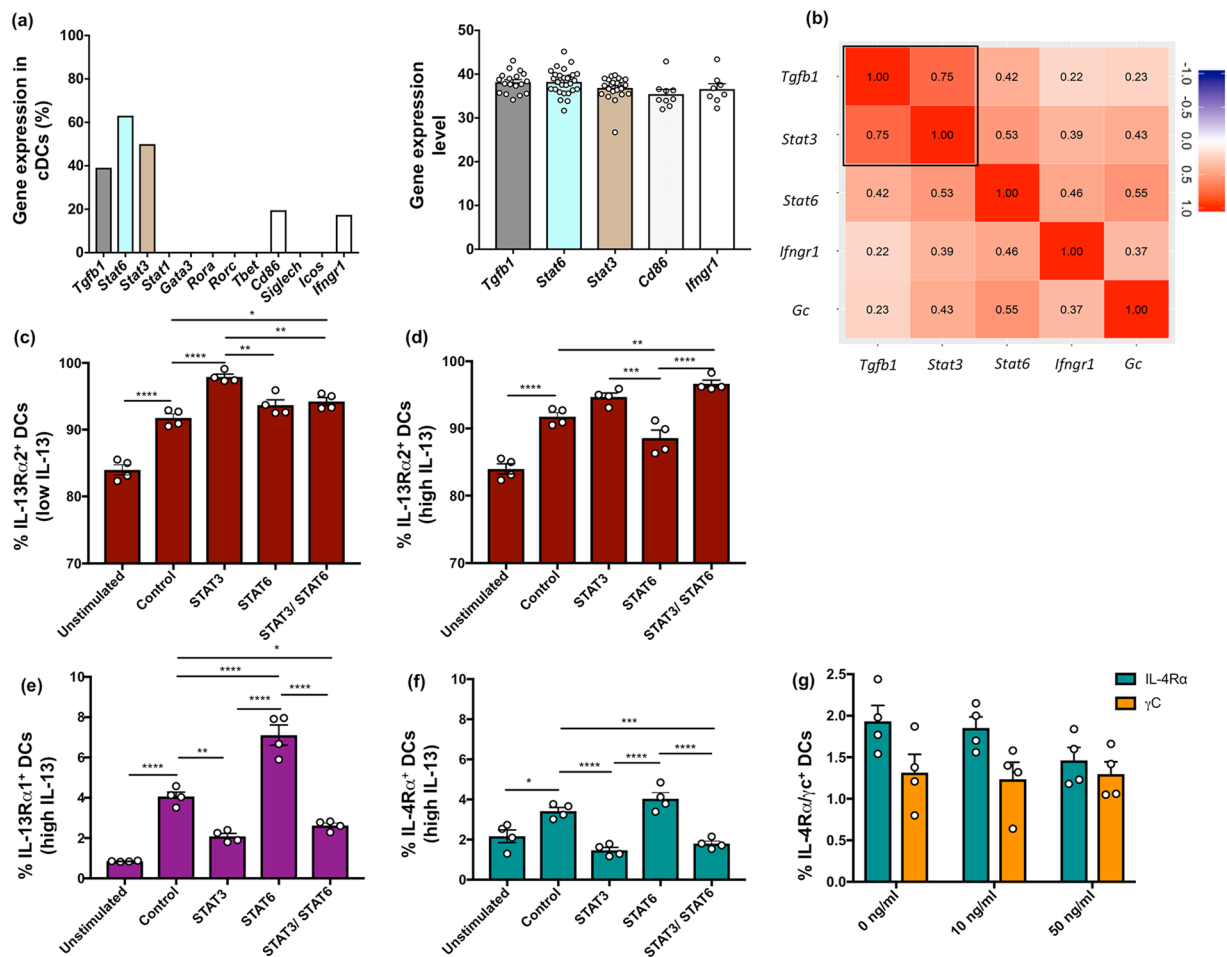 (a)
Gene expression in
cDCs (%)
100
80
60
40
20
0
Tgfb1
Stat6
Stat3
Stat1
Gata3
Rora
Rorc
Tbet
Cd86
Siglech
Icos
Ifngr1
Gene expression
level
50
40
30
20
10
0
Tgfb1
Stat6
Stat3
Cd86
Ifngr1
(b)
Tgfb1
1.00 0.75 0.42 0.22 0.23
Stat3
0.75 1.00 0.53 0.39 0.43
Stat6
0.42 0.53 1.00 0.46 0.55
Ifngr1
0.22 0.39 0.46 1.00 0.37
Gc
0.23 0.43 0.55 0.37 1.00
Tgfb1 Stat3 Stat6 Ifngr1 Gc
-1.0
-0.5
0.0
0.5
1.0
(c)
% IL-13Rα2+ DCs
(low IL-13)
100
90
80
70
****
****
**
**
*
Unstimulated
Control
STAT3
STAT6
STAT3/ STAT6
(d)
% IL-13Rα2+ DCs
(high IL-13)
100
90
80
70
****
***
****
**
Unstimulated
Control
STAT3
STAT6
STAT3/ STAT6
(e)
% IL-13Rα1+ DCs
(high IL-13)
10
8
6
4
2
0
****
**
****
****
****
*
Unstimulated
Control
STAT3
STAT6
STAT3/ STAT6
(f)
% IL-4Rα+ DCs
(high IL-13)
10
8
6
4
2
0
*
****
****
****
***
Unstimulated
Control
STAT3
STAT6
STAT3/ STAT6
(g)
% IL-4Rα/γc+ DCs
2.5
2.0
1.5
1.0
0.5
0.0
IL-4Rα
γC
0 ng/ml
10 ng/ml
50 ng/ml